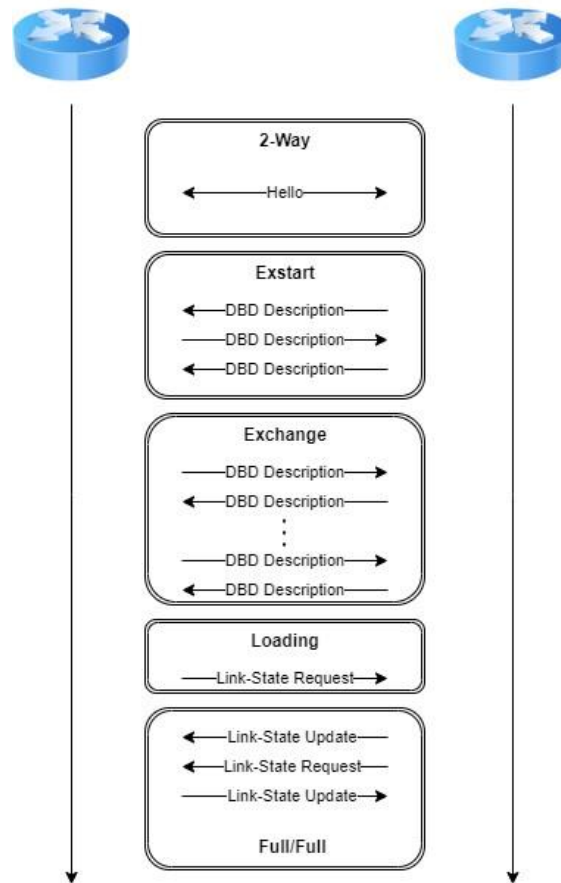 2-Way
Hello
Exstart
DBD Description
DBD Description
DBD Description
Exchange
DBD Description
DBD Description
DBD Description
DBD Description
Loading
Link-State Request
Link-State Update
Link-State Request
Link-State Update
Full/Full